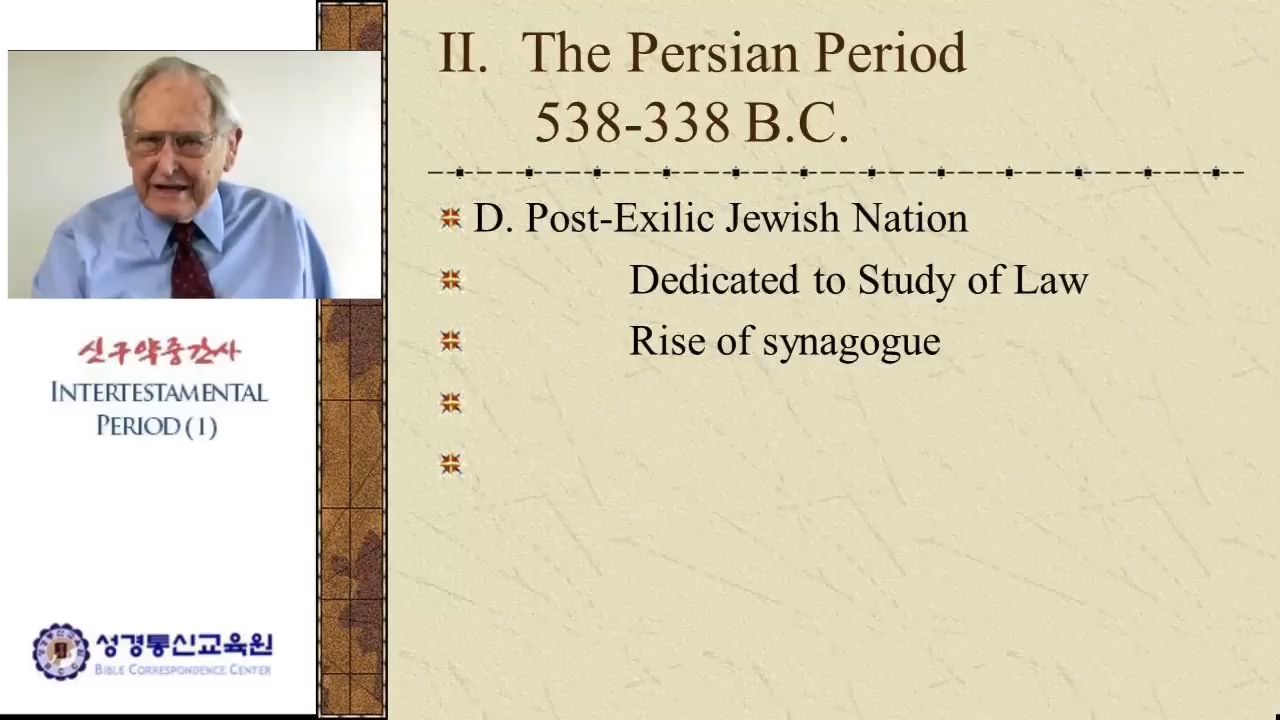 II. The Persian Period
538-338 B.C.
D. Post-Exilic Jewish Nation
Dedicated to Study of Law
Rise of synagogue
신구약중간사
INTERTESTAMENTAL
PERIOD (1)
성경통신교육원
BIBLE CORRESPONDENCE CENTER